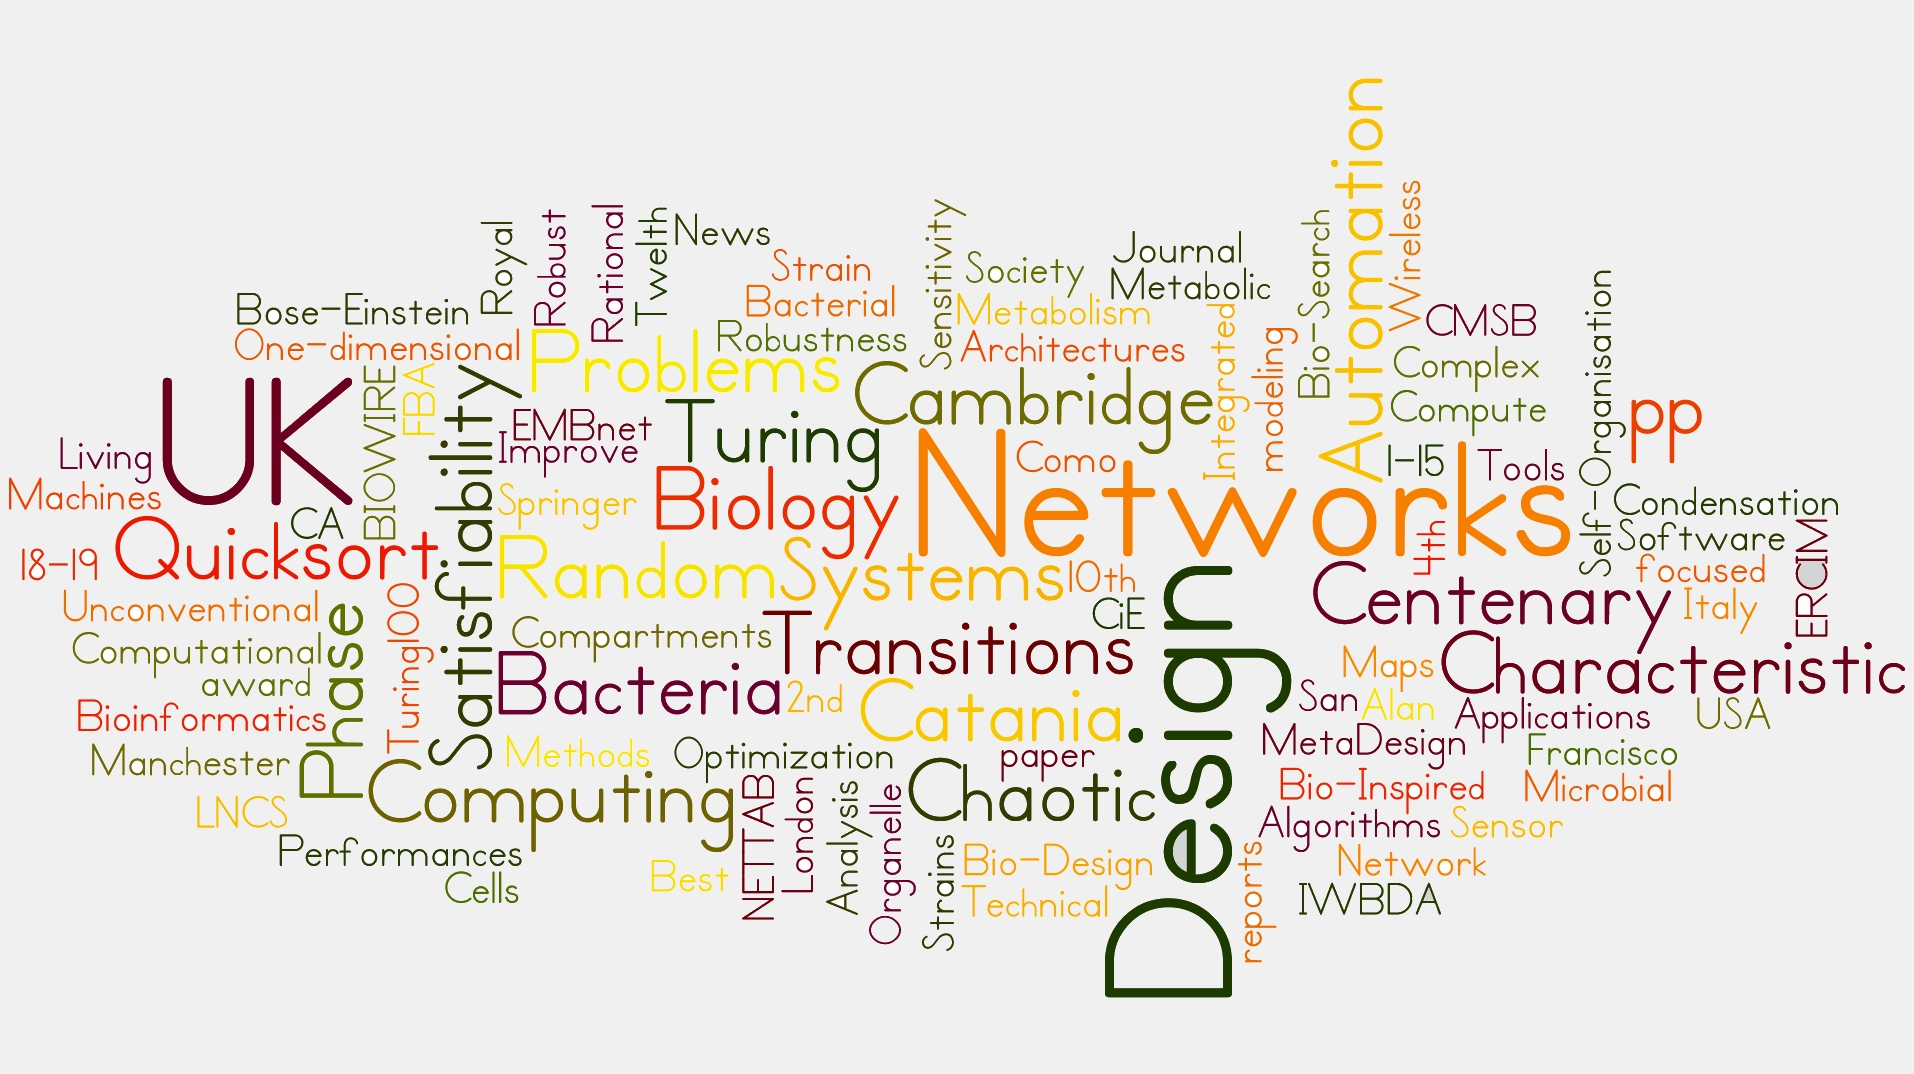 Automation
Wireless
Royal
Robust
Rational
Twelth
News
Sensitivity
Society
Journal
Bio-Search
Strain
Metabolic
Bose-Einstein
Bacterial
Metabolism
Integrated
CMSB
Self-Organisation
One-dimensional
Problems
Robustness
Architectures
modeling
Complex
UK
BIOWIRE
FBA
Satisfiability
Cambridge
Compute
pp
EMBnet
Turing
Living
Improve
Networks
Como
1-15
Tools
Machines
Springer
Biology
Condensation
CA
Software
4th
ERCIM
18-19
Quicksort
Random
Systems
10th
focused
Unconventional
Phase
Turing100
CiE
Design
Centenary
Italy
Computational
Compartments
Transitions
Maps
Characteristic
award
Bacteria
2nd
Catania.
San
Alan
Applications
USA
Bioinformatics
MetaDesign
Francisco
Manchester
Methods
Optimization
paper
Computing
Chaotic
Bio-Inspired
Microbial
LNCS
NETTAB
London
Analysis
Organelle
Algorithms
Sensor
Performances
Strains
Bio-Design
reports
Network
Cells
Best
Technical
IWBDA